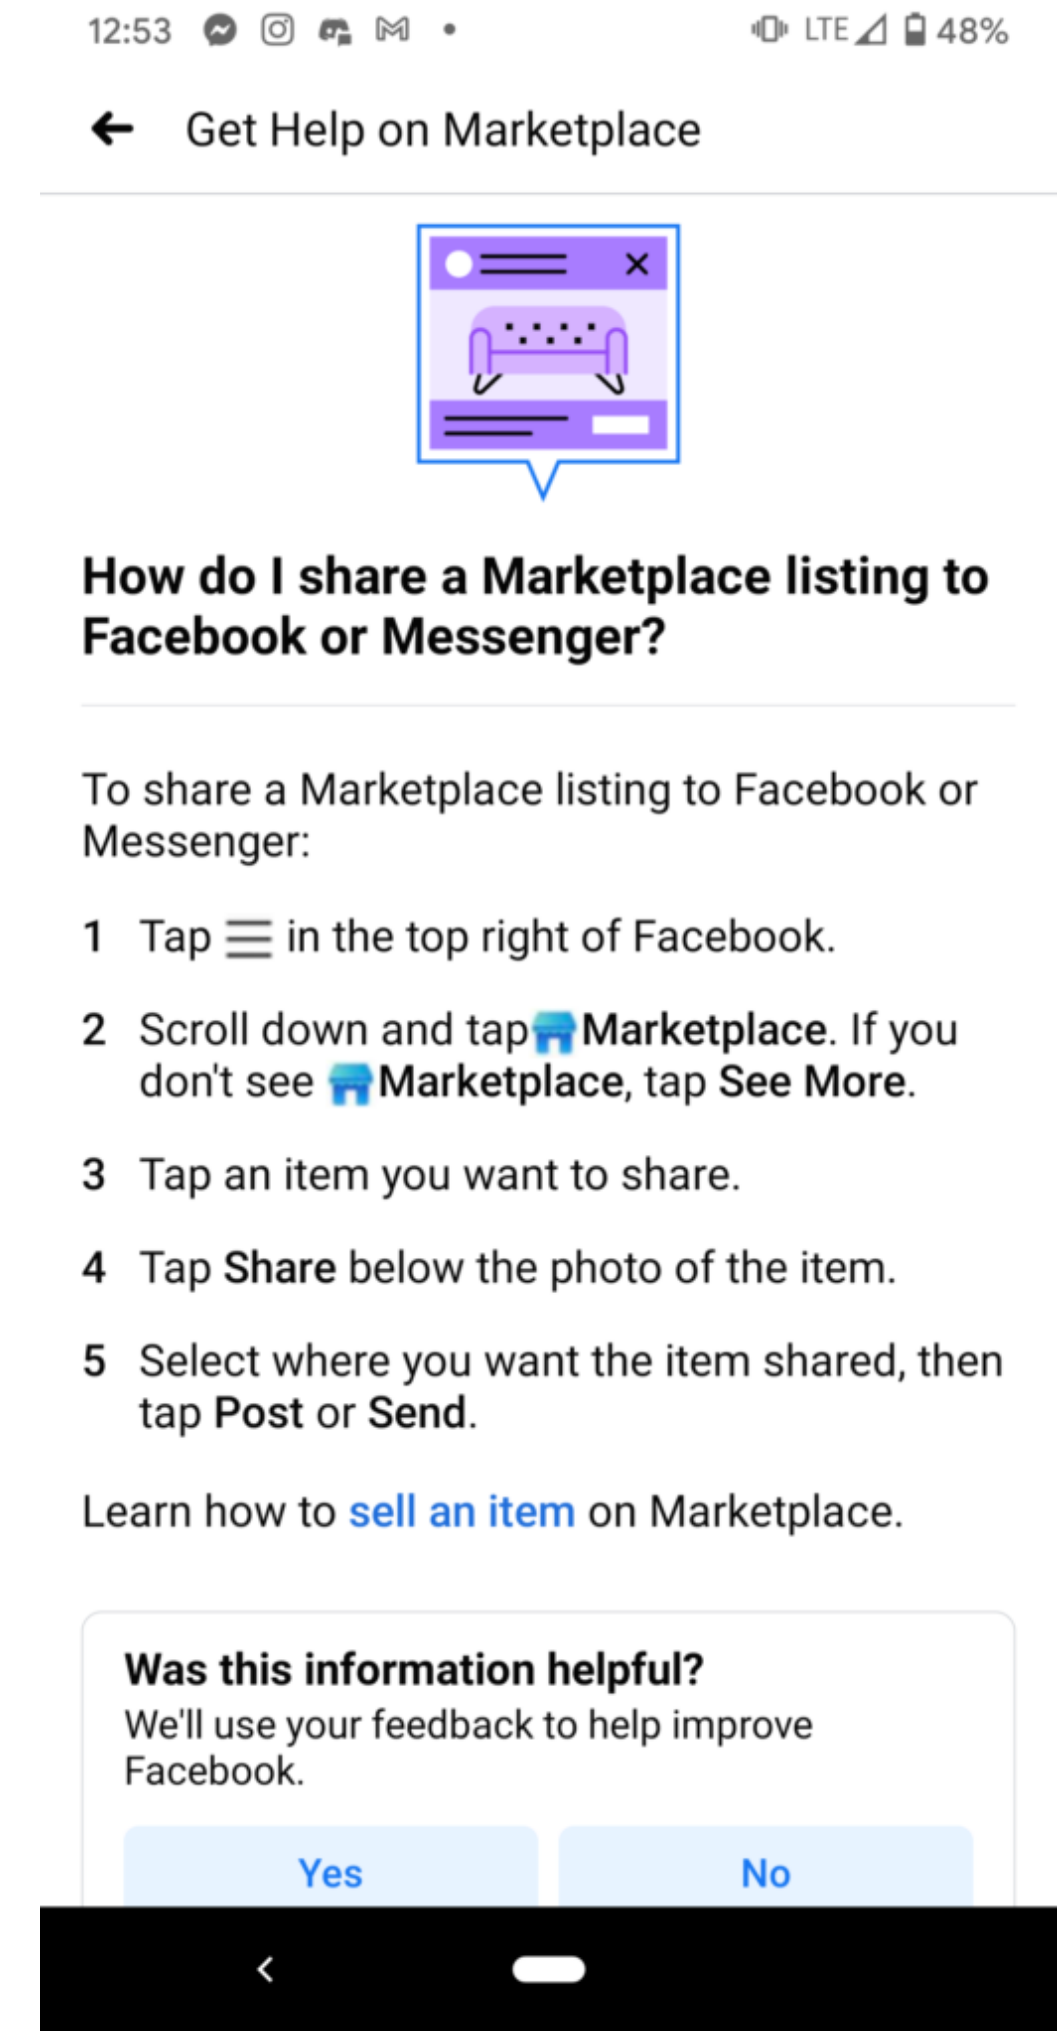 12:53 LTE 48%
Get Help on Marketplace
How do I share a Marketplace listing to
Facebook or Messenger?
To share a Marketplace listing to Facebook or
Messenger:
1 Tap in the top right of Facebook.
2 Scroll down and tap Marketplace. If you
don't see Marketplace, tap See More.
3 Tap an item you want to share.
4 Tap Share below the photo of the item.
5 Select where you want the item shared, then
tap Post or Send.
Learn how to sell an item on Marketplace.
Was this information helpful?
We'll use your feedback to help improve
Facebook.
Yes No